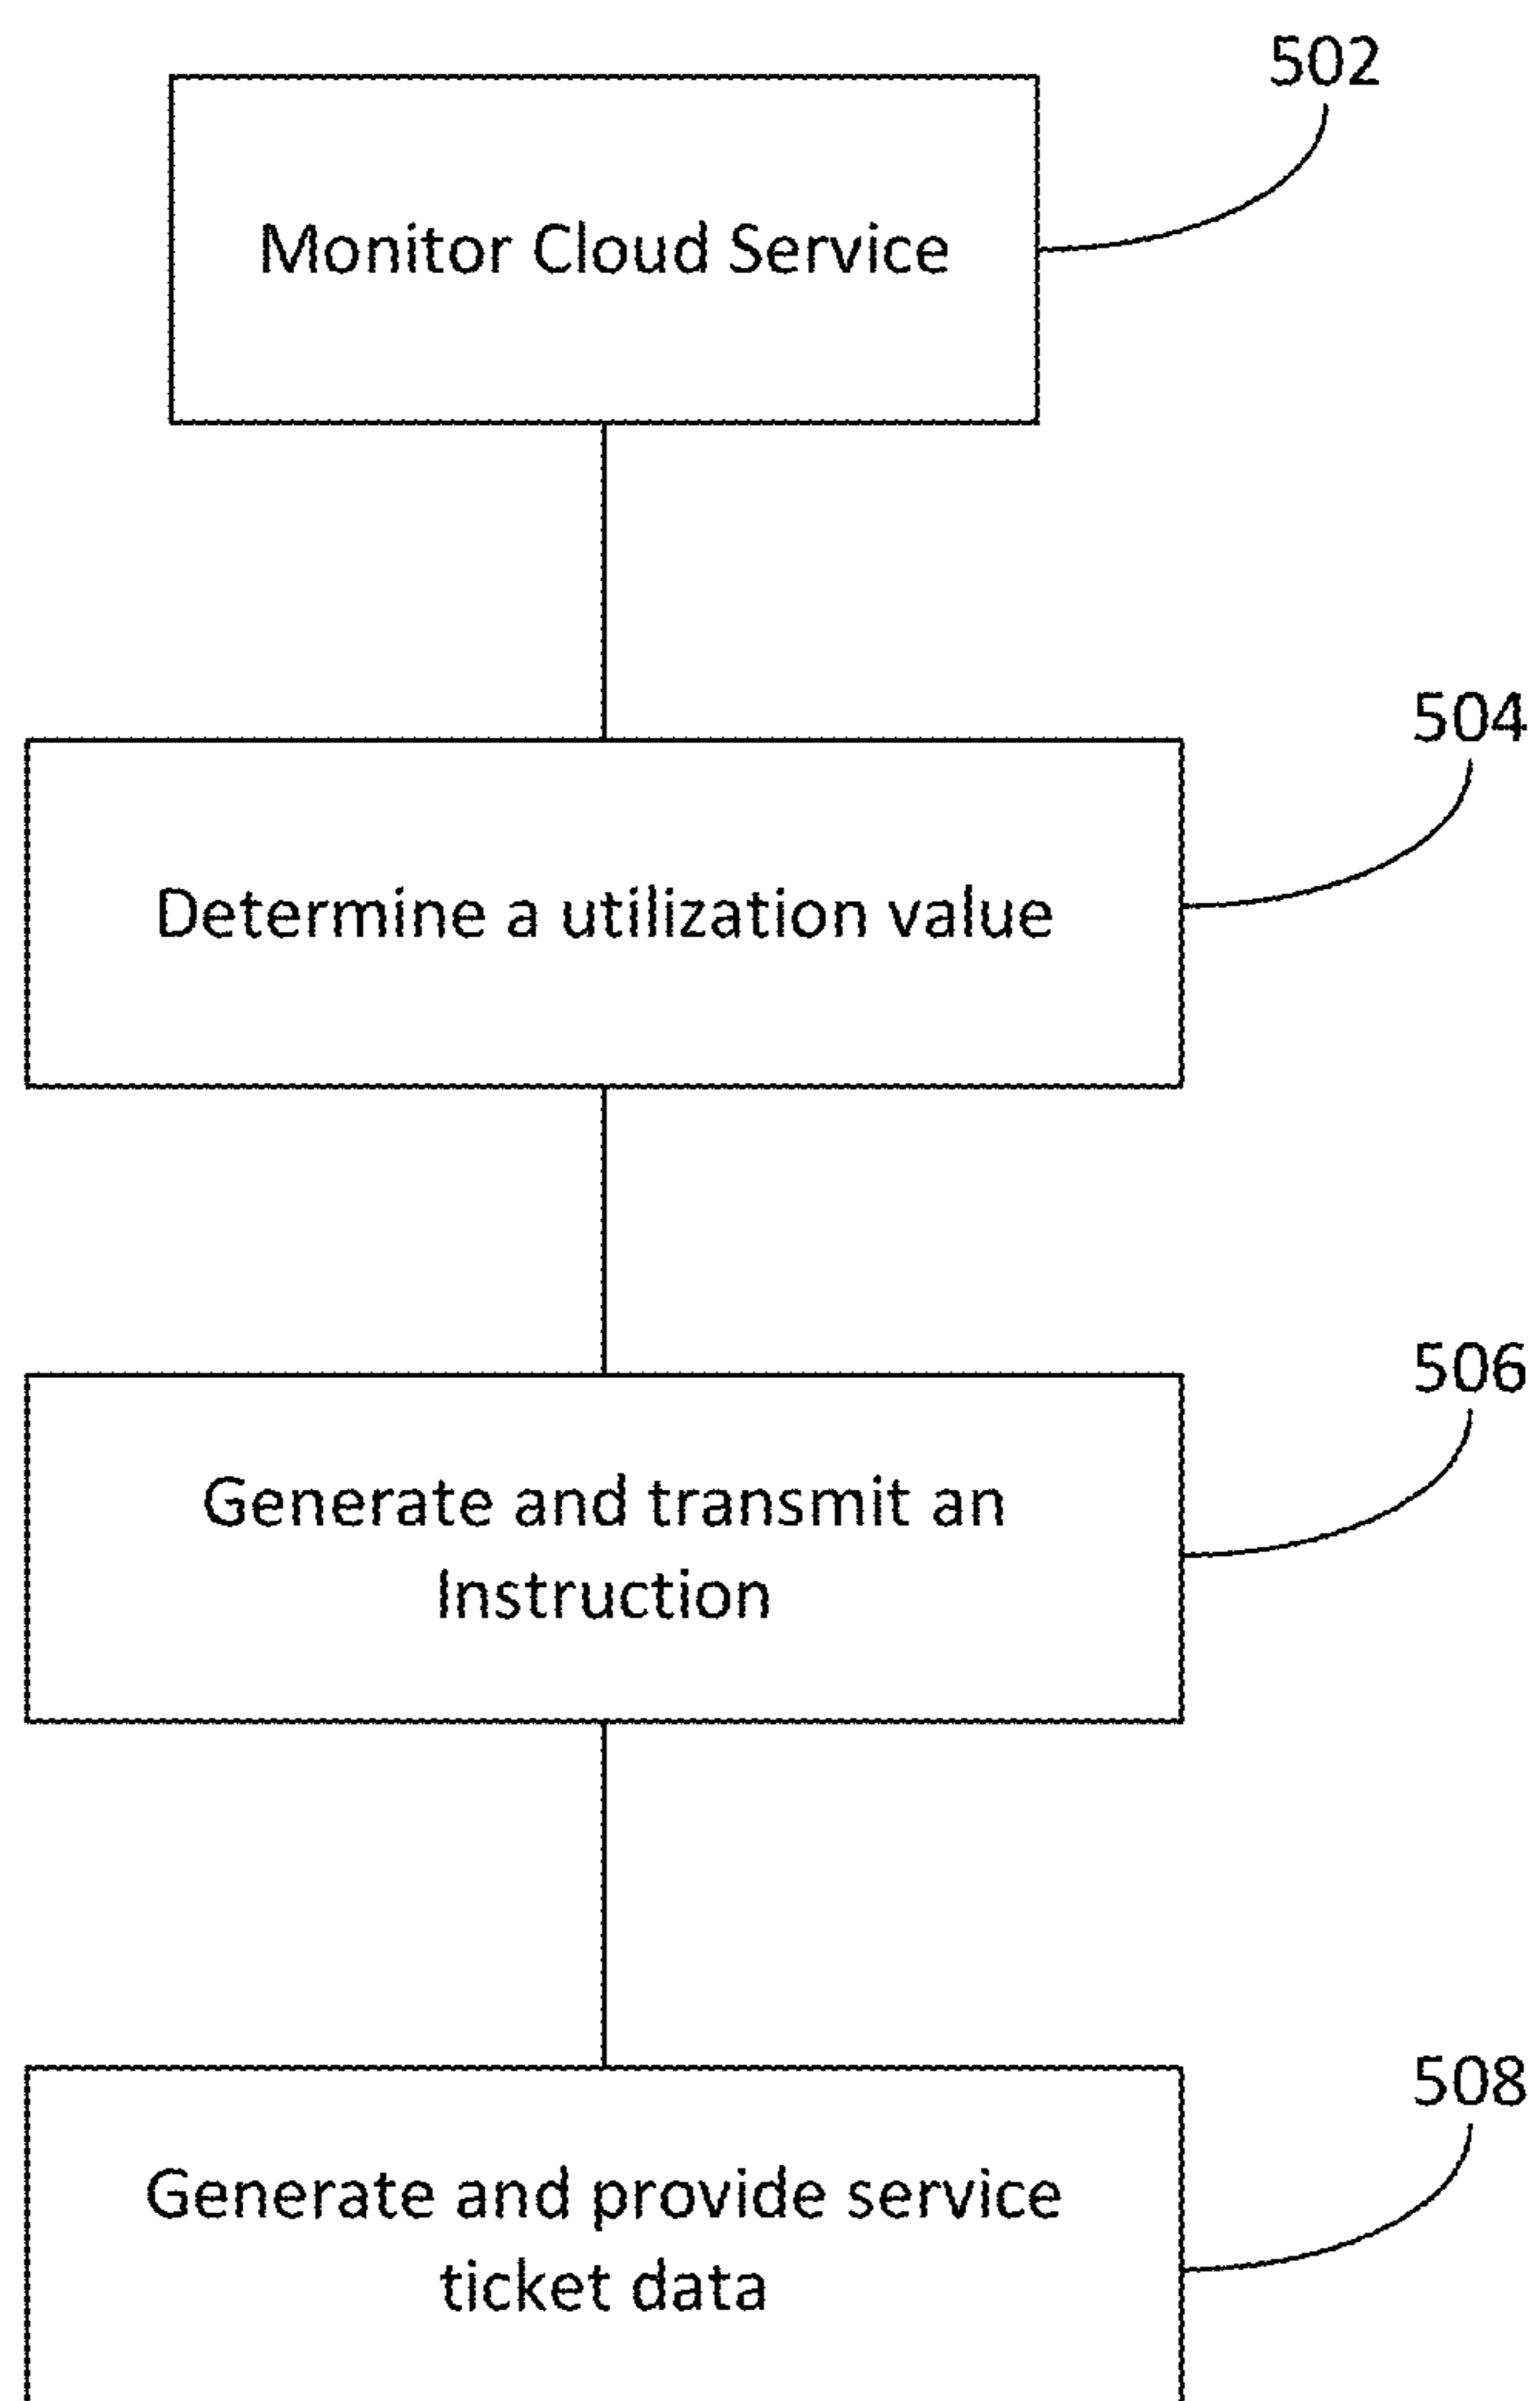 502
Monitor Cloud Service
504
Determine a utilization value
506
Generate and transmit an
Instruction
508
Generate and provide service
ticket data